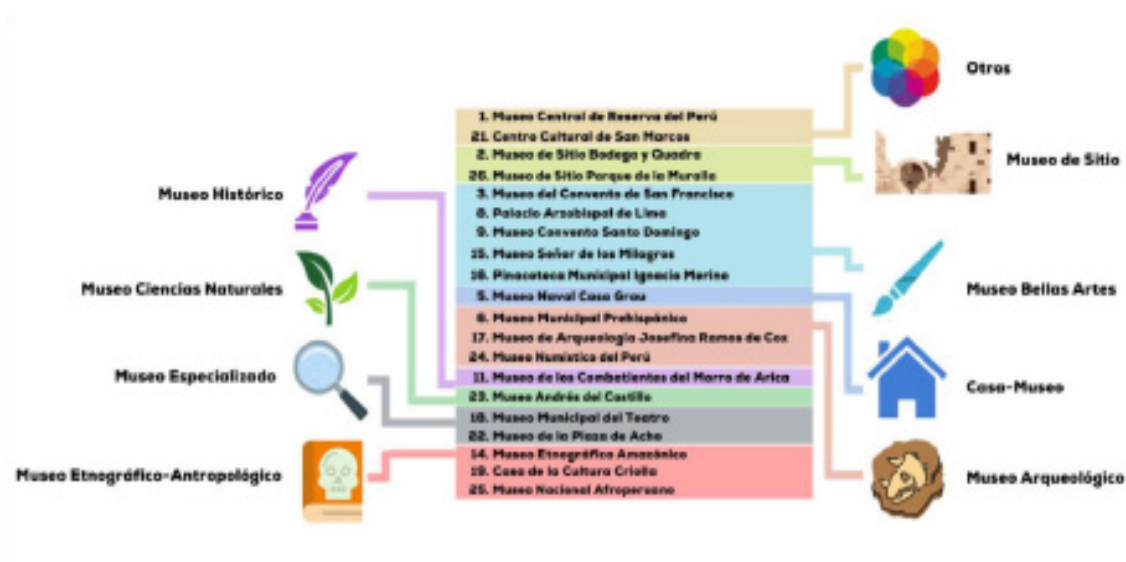 Otros
1. Museo Central de Reserva del Perú
21. Centro Cultural de San Marcos
2. Museo de Sitio Bodega y Quadra
26. Museo de Sitio Parque de la Muralla
Museo de Sitio
Museo Histórico
3. Museo del Convento de San Francisco
8. Palacio Arzobispal de Lima
9. Museo Convento Santo Domingo
15. Museo Señor de los Milagros
16. Pinacoteca Municipal Ignacio Merino
Museo Ciencias Naturales
Museo Bellas Artes
5. Museo Naval Casa Grau
6. Museo Municipal Prehispánico
17. Museo de Arqueología Josefina Ramos de Cox
24. Museo Numístico del Perú
Museo Especializado
11. Museo de los Combatientes del Morro de Arica
Casa-Museo
23. Museo Andrés del Castillo
18. Museo Municipal del Teatro
22. Museo de la Plaza de Acho
14. Museo Etnográfico Amazónico
19. Casa de la Cultura Criolla
25. Museo Nacional Afroperuano
Museo Etnográfico-Antropológico
Museo Arqueológico